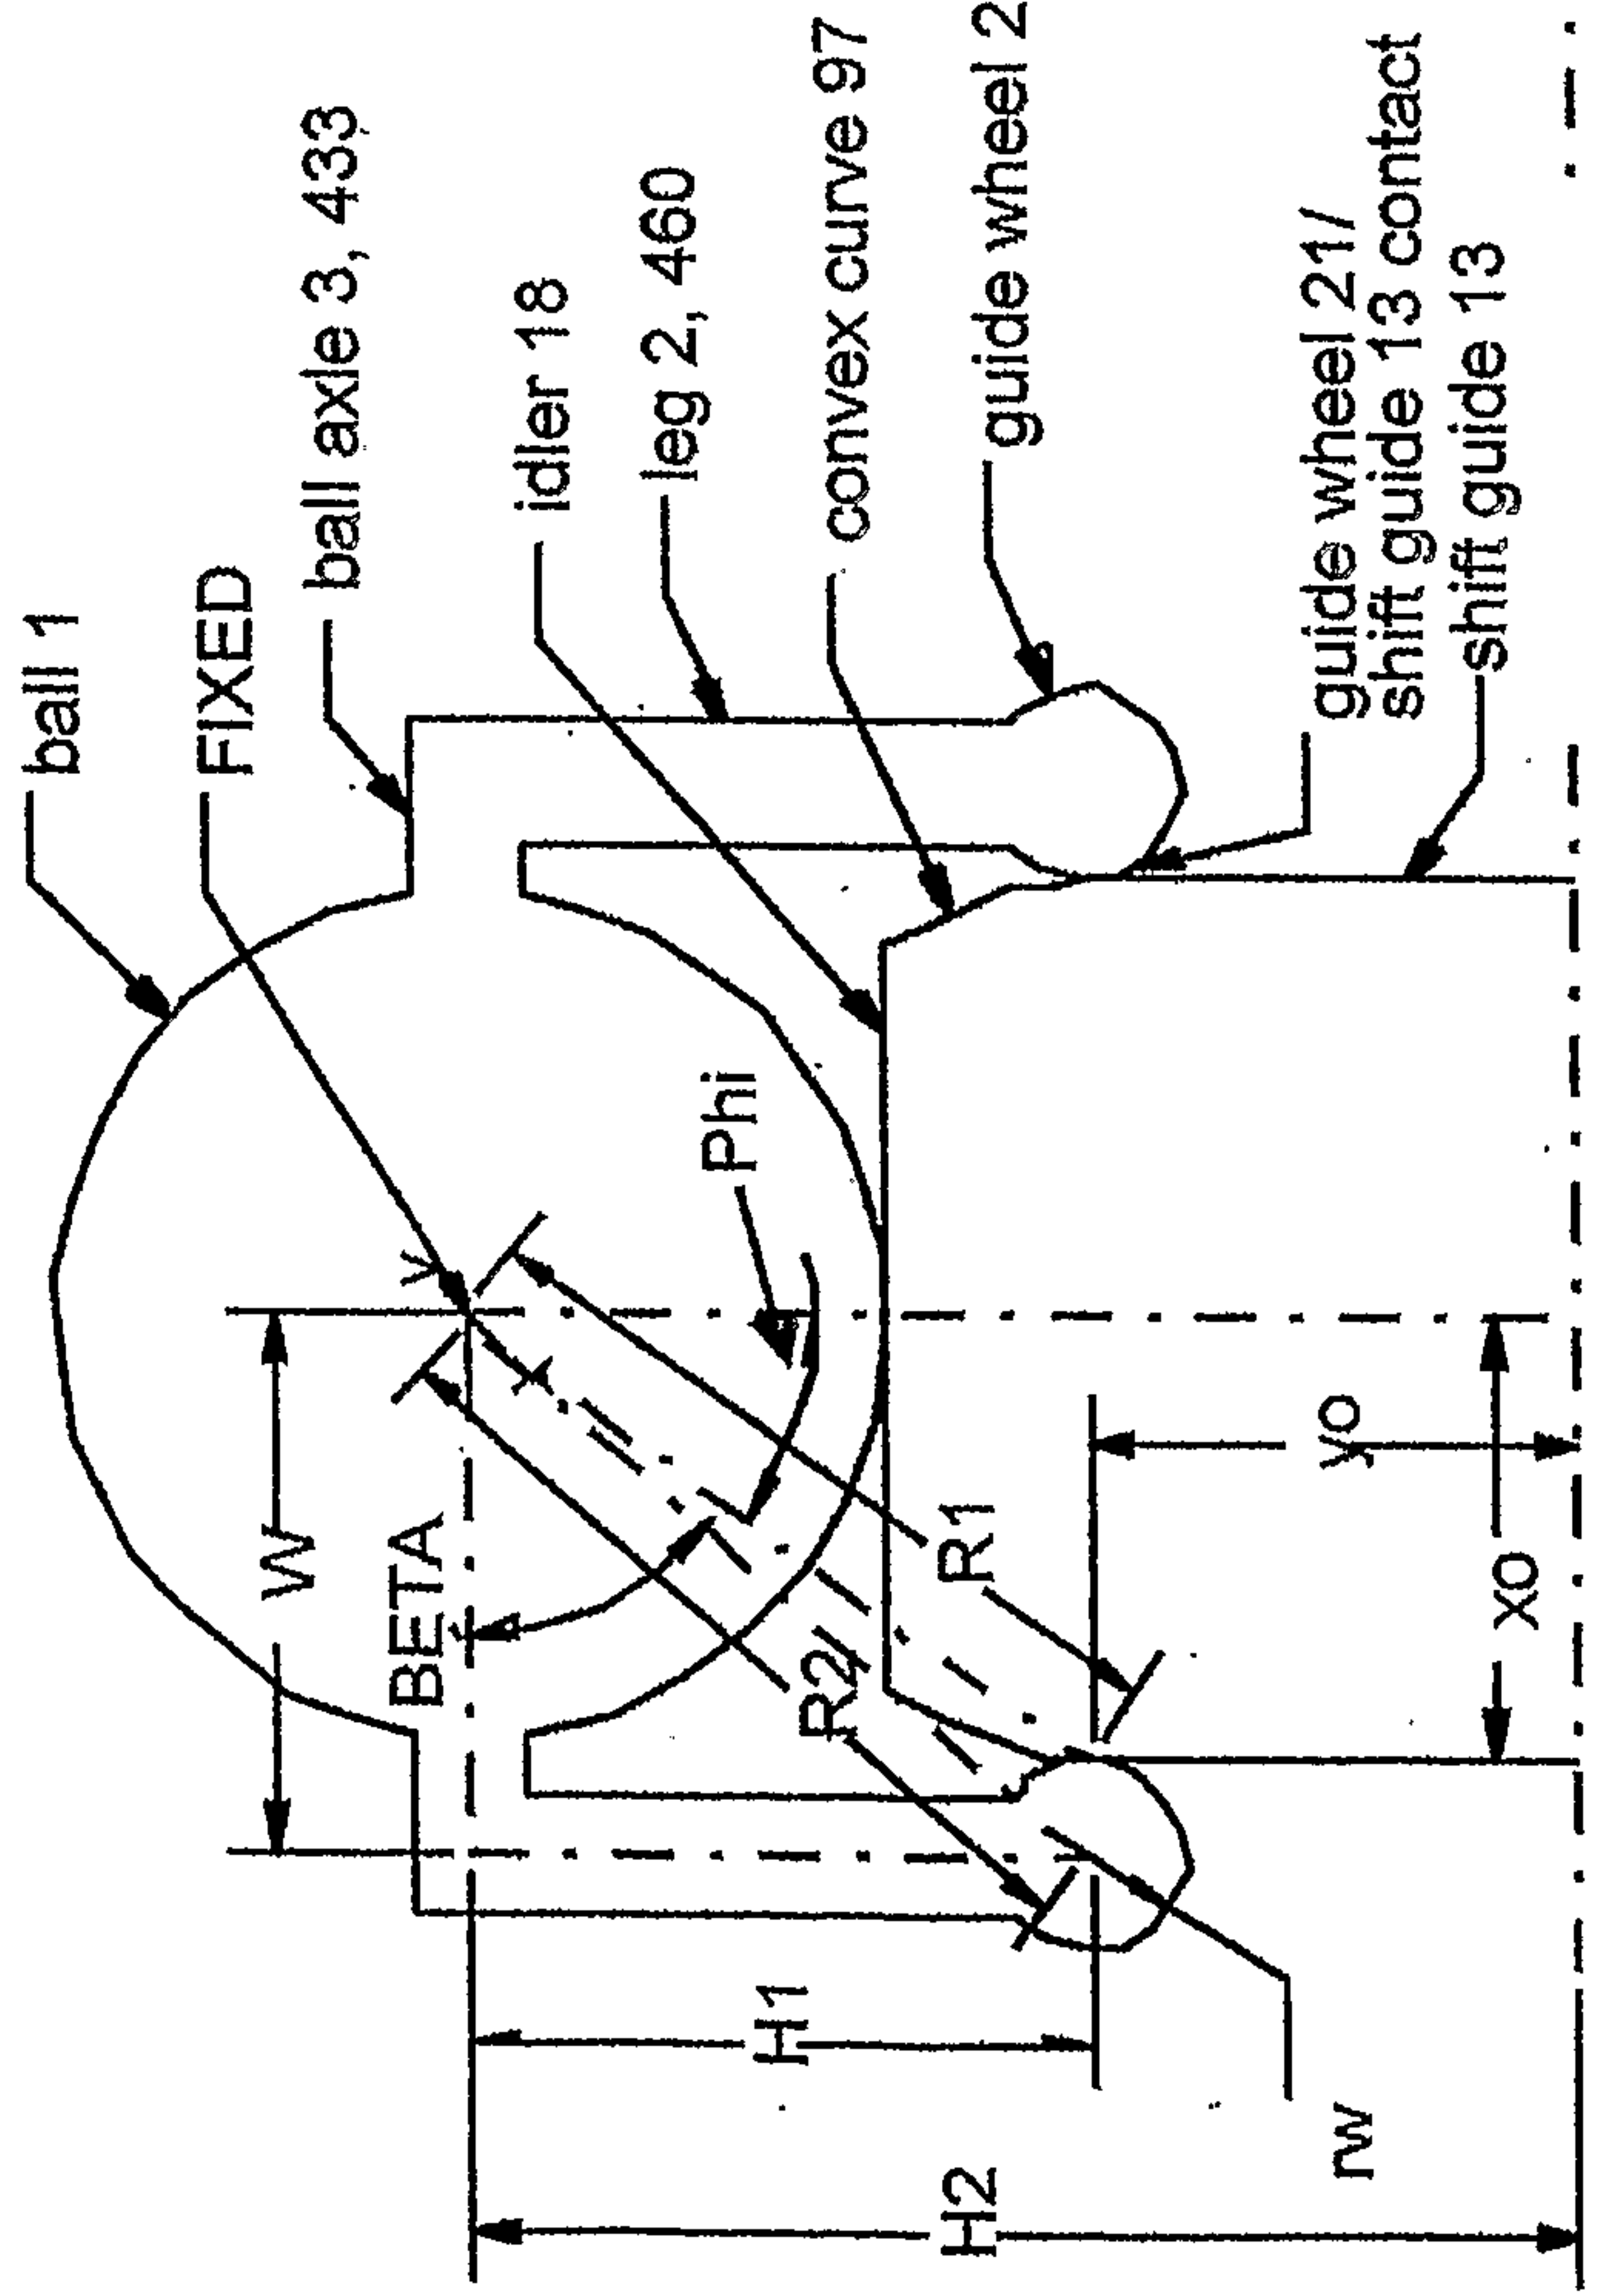 ball 1
FIXED
ball axle 3, 433
idler 18
leg 2, 460
convex curve 97
guide wheel 2
guide wheel 21/
shift guide 13 contact
shift guide 13
Phi
Y
X
W
BETA
R2
R1
yo
xo
H1
H2
rw